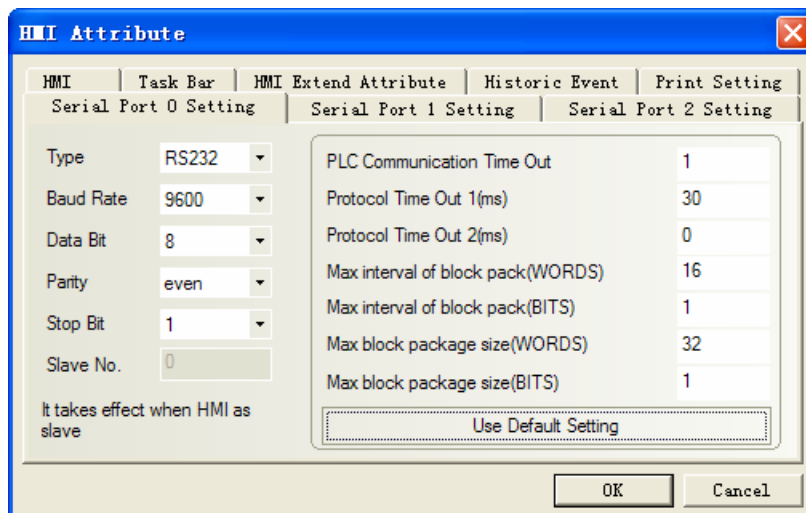 HMI Attribute
HMI
Task Bar
HMI Extend Attribute
Historic Event
Print Setting
Serial Port 0 Setting
Serial Port 1 Setting
Serial Port 2 Setting
Type
RS232
Baud Rate
9600
Data Bit
8
Parity
even
Stop Bit
1
Slave No.
0
It takes effect when HMI as
slave
PLC Communication Time Out
1
Protocol Time Out 1(ms)
30
Protocol Time Out 2(ms)
0
Max interval of block pack(WORDS)
16
Max interval of block pack(BITS)
1
Max block package size(WORDS)
32
Max block package size(BITS)
1
Use Default Setting
OK
Cancel